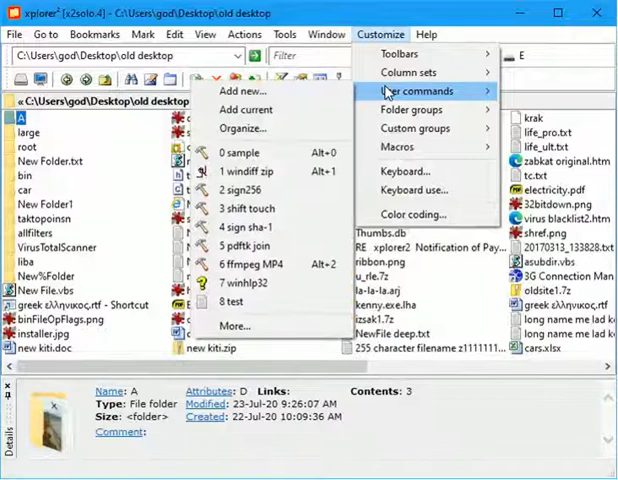 xplorer² [x2solo.4] - C:\Users\god\Desktop\old desktop
File Go to Bookmarks Mark Edit View Actions Tools Window Customize Help
C:\Users\god\Desktop\old desktop
Filter
E
« C:\Users\god\Desktop\old desktop
A
large
root
New Folder.txt
bin
car
New Folder1
taktopoinsn
allfilters
VirusTotalScanner
liba
New%Folder
New File.vbs
greek ελληνικος.rtf - Shortcut
binFileOpFlags.png
installer.jpg
new kiti.doc
Add new...
Add current
Organize...
0 sample Alt+0
1 windiff zip Alt+1
2 sign256
3 shift touch
4 sign sha-1
5 pdftk join
6 ffmpeg MP4 Alt+2
7 winhlp32
8 test
More...
new kiti.zip
Toolbars
Column sets
User commands
Folder groups
Custom groups
Macros
Keyboard...
Keyboard use...
Color coding...
Thumbs.db
RE xplorer2 Notification of Pay...
ribbon.png
u_rle.7z
la-la-la.arj
kenny.exe.lha
izsak1.7z
NewFile deep.txt
255 character filename z1111111...
krak
life_pro.txt
life_ult.txt
zabkat original.htm
tc.txt
electricity.pdf
32bitdown.png
virus blacklist2.htm
shref.png
20170313_133828
asubdir.vbs
3G Connection Man
oldsite1.7z
greek ελληνικος.rtf
long name me lad
long name me lad k
cars.xlsx
Details
Name: A Attributes: D Links: Contents: 3
Type: File folder Modified: 23-Jul-20 9:26:07 AM
Size: <folder> Created: 22-Jul-20 10:09:36 AM
Comment: